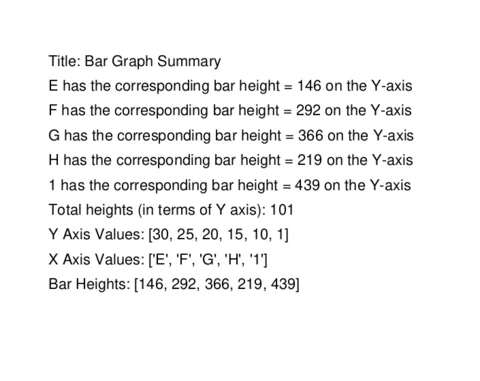 Title: Bar Graph Summary
E has the corresponding bar height = 146 on the Y-axis
F has the corresponding bar height = 292 on the Y-axis
G has the corresponding bar height = 366 on the Y-axis
H has the corresponding bar height = 219 on the Y-axis
1 has the corresponding bar height = 439 on the Y-axis
Total heights (in terms of Y axis): 101
Y Axis Values: [30, 25, 20, 15, 10, 1]
X Axis Values: ['E', 'F', 'G', 'H', '1']
Bar Heights: [146, 292, 366, 219, 439]